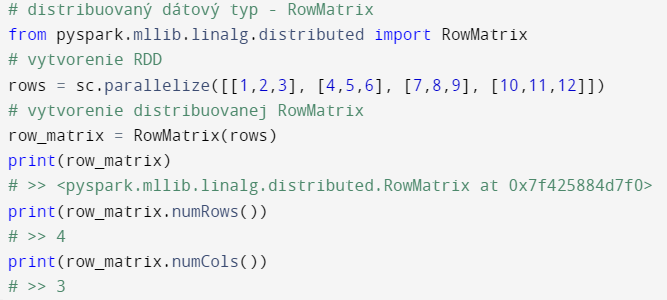 # distribuovaný dátový typ - RowMatrix
from pyspark.mllib.linalg.distributed import RowMatrix
# vytvorenie RDD
rows = sc.parallelize([[1,2,3], [4,5,6], [7,8,9], [10,11,12]])
# vytvorenie distribuovanej RowMatrix
row_matrix = RowMatrix(rows)
print(row_matrix)
# >> <pyspark.mllib.linalg.distributed.RowMatrix at 0x7f425884d7f0>
print(row_matrix.numRows())
# >> 4
print(row_matrix.numCols())
# >> 3